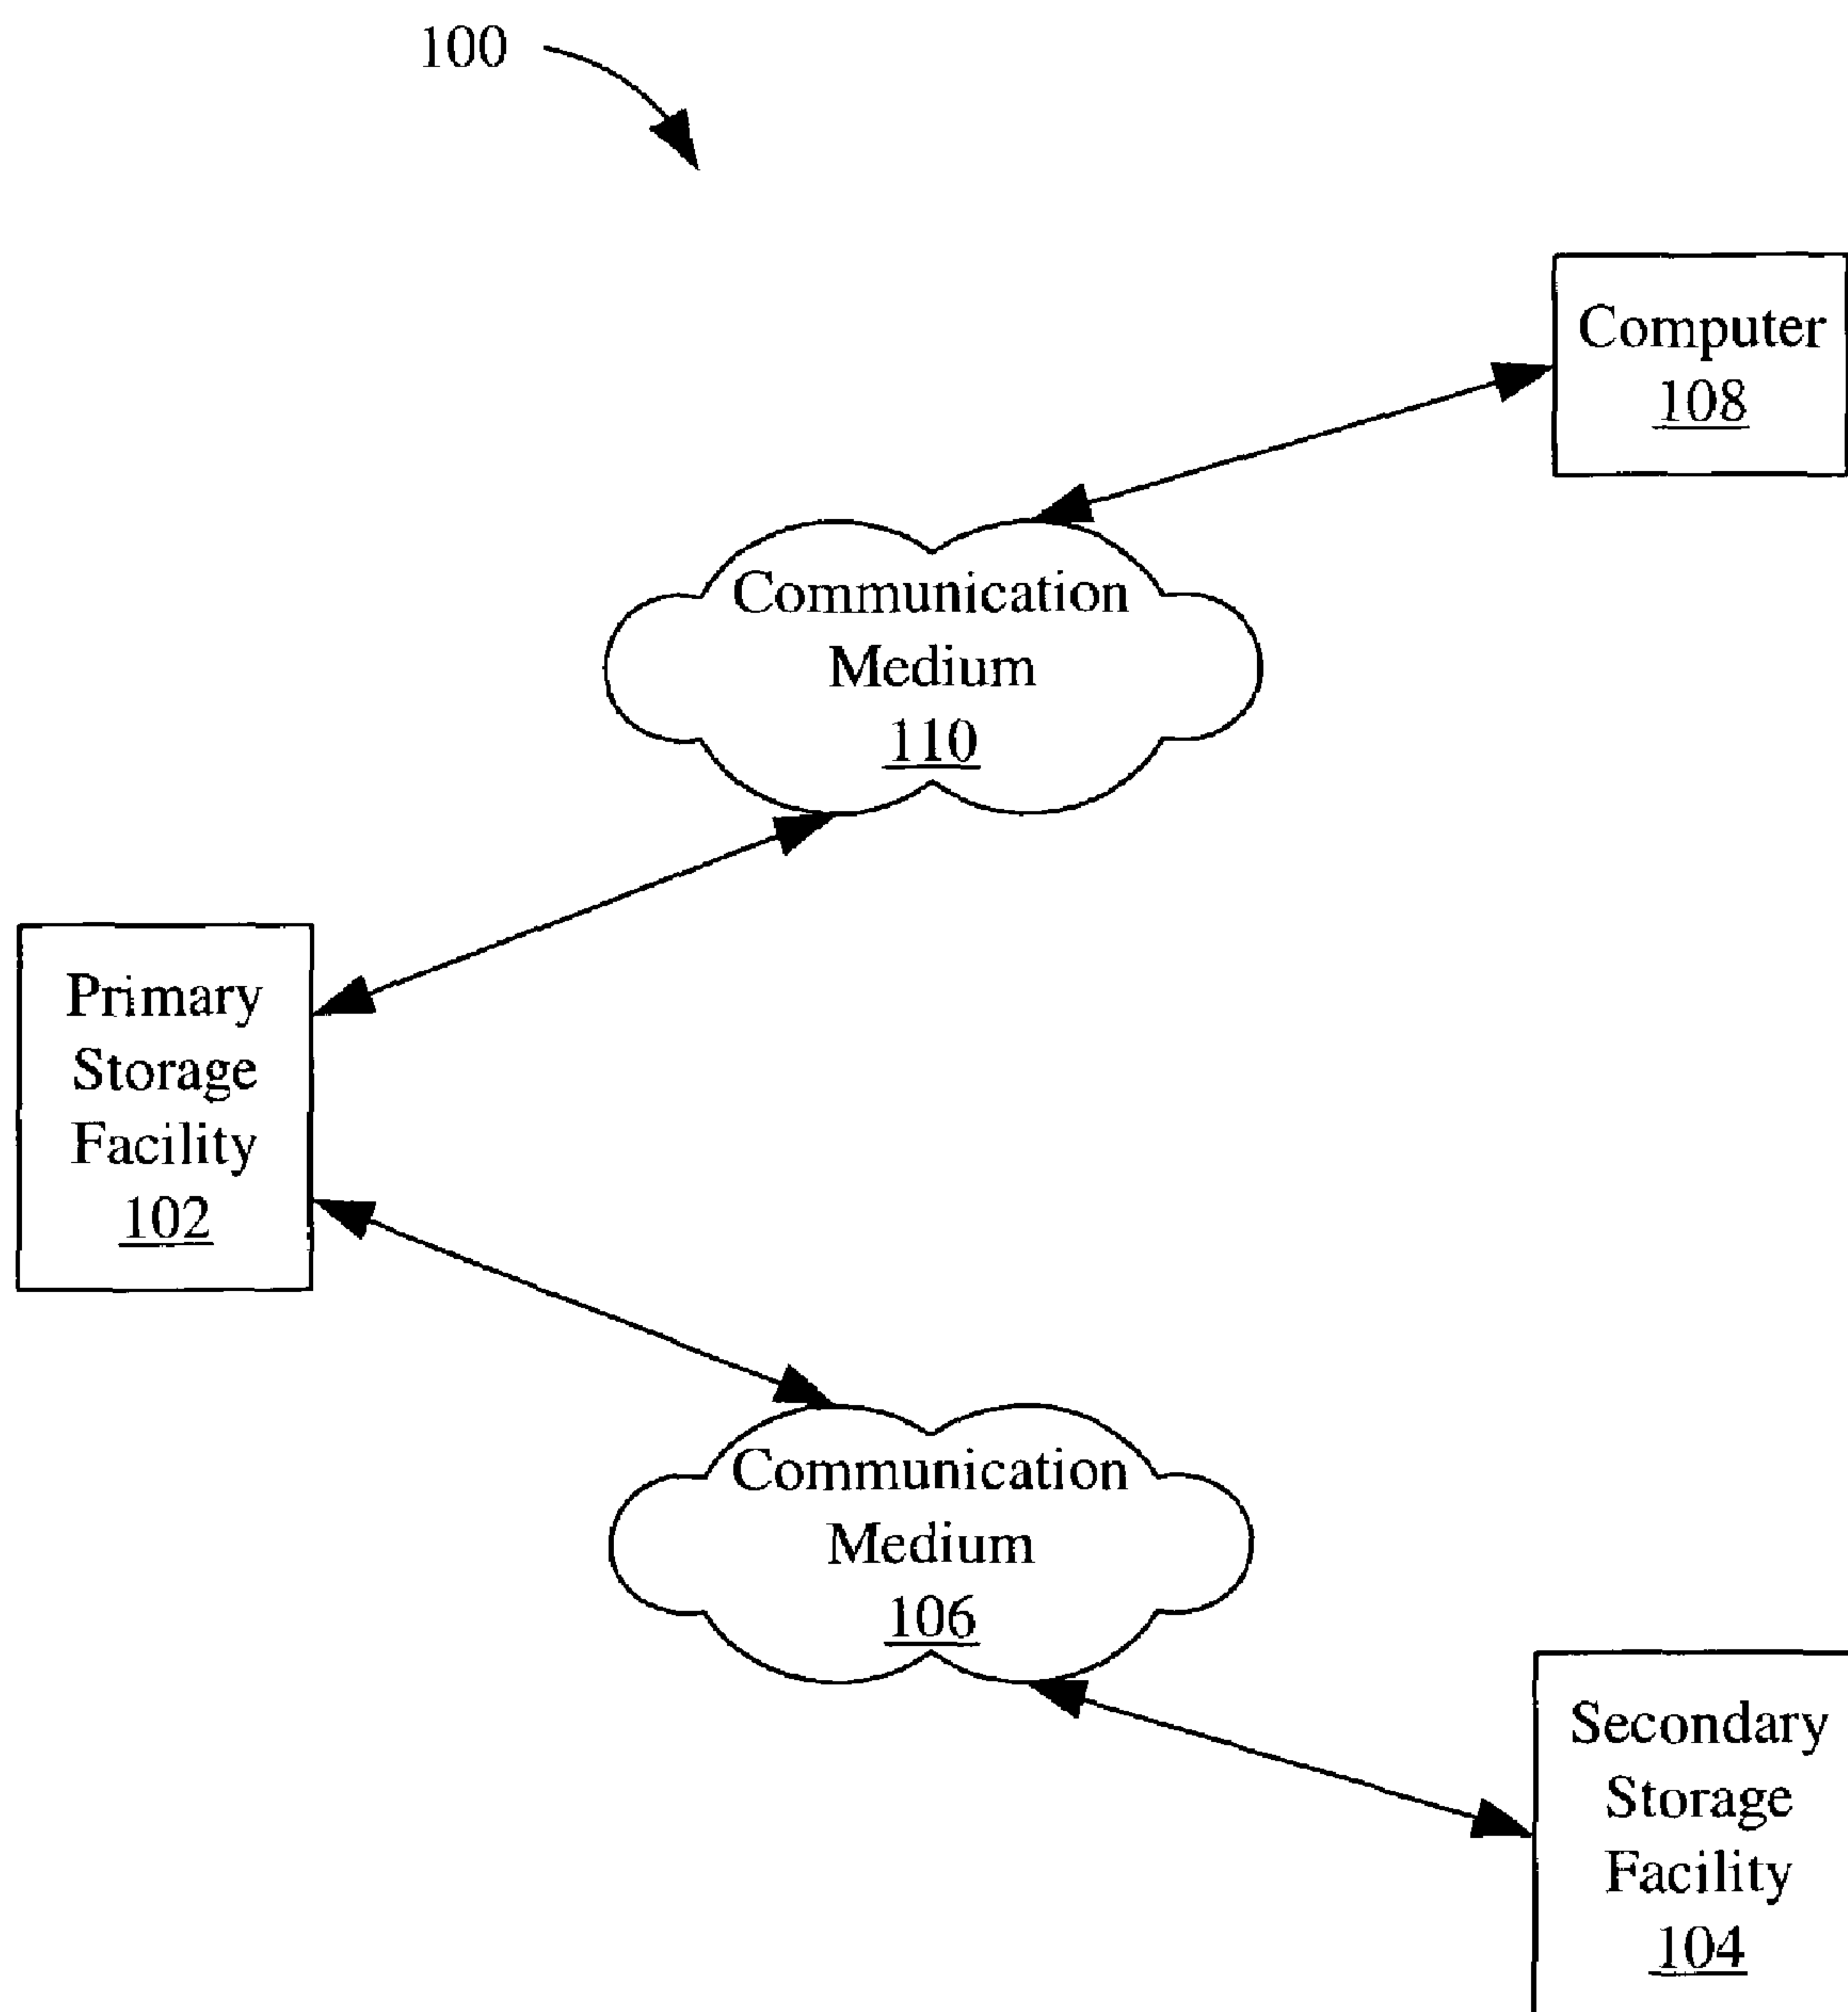 100
Computer
108
Communication
Medium
110
Primary
Storage
Facility
102
Communication
Medium
106
Secondary
Storage
Facility
104